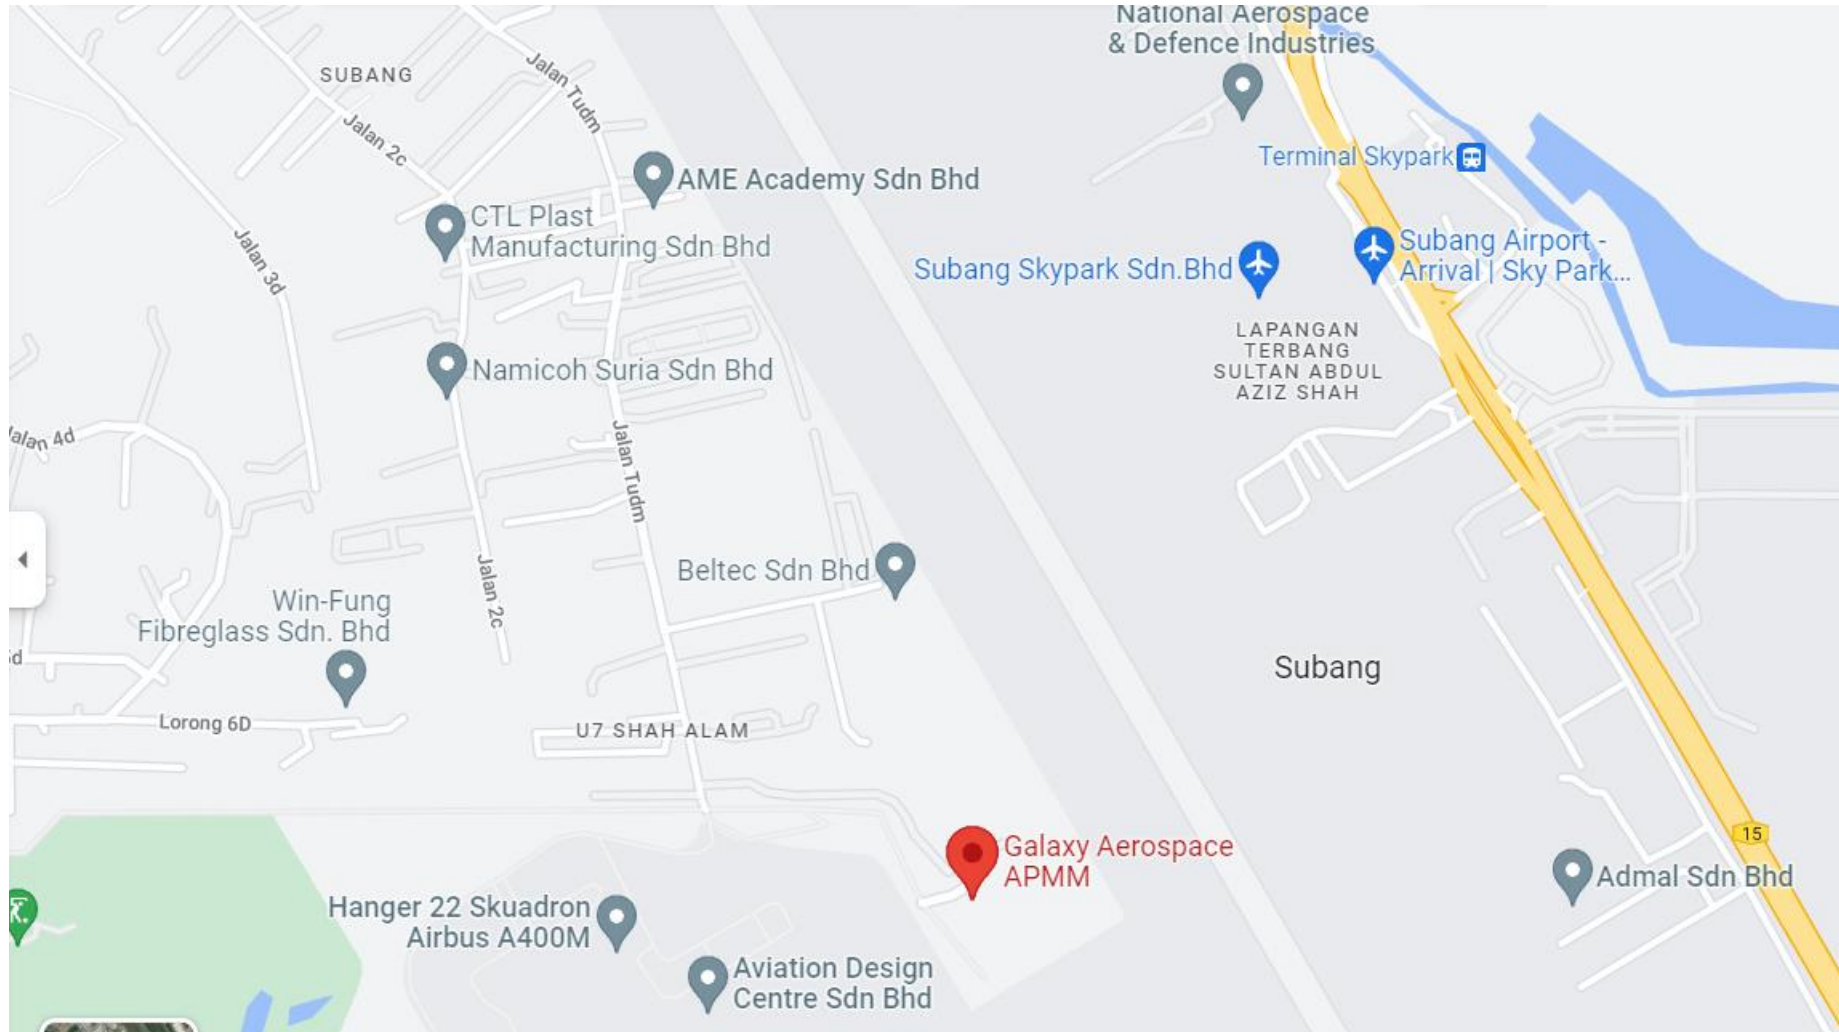 National Aerospace
& Defence Industries
SUBANG
Jalan Tudm
Jalan 2c
Terminal Skypark
AME Academy Sdn Bhd
CTL Plast
Manufacturing Sdn Bhd
Jalan 3d
Subang Skypark Sdn.Bhd
Subang Airport -
Arrival | Sky Park...
LAPANGAN
TERBANG
SULTAN ABDUL
AZIZ SHAH
Namicoh Suria Sdn Bhd
Jalan 4d
Jalan Tudm
Beltec Sdn Bhd
Jalan 2c
Win-Fung
Fibreglass Sdn. Bhd
Subang
Lorong 6D
U7 SHAH ALAM
15
Galaxy Aerospace
APMM
Admal Sdn Bhd
Hanger 22 Skuadron
Airbus A400M
Aviation Design
Centre Sdn Bhd